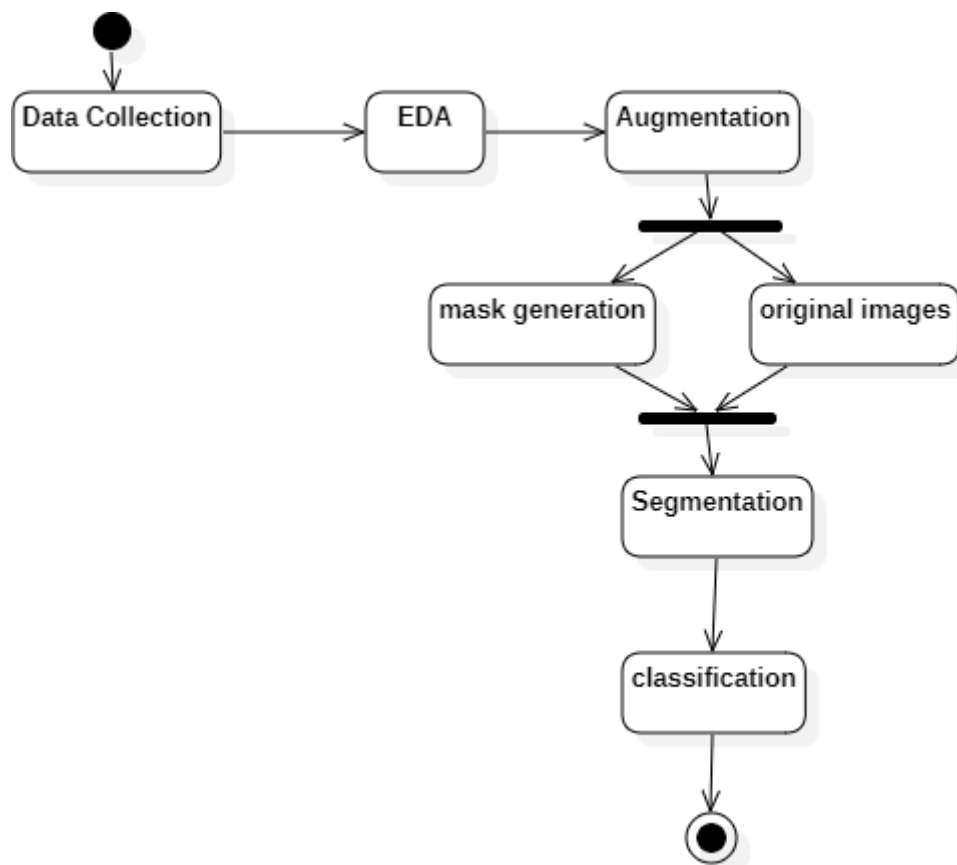 Data Collection
EDA
Augmentation
mask generation
original images
Segmentation
classification